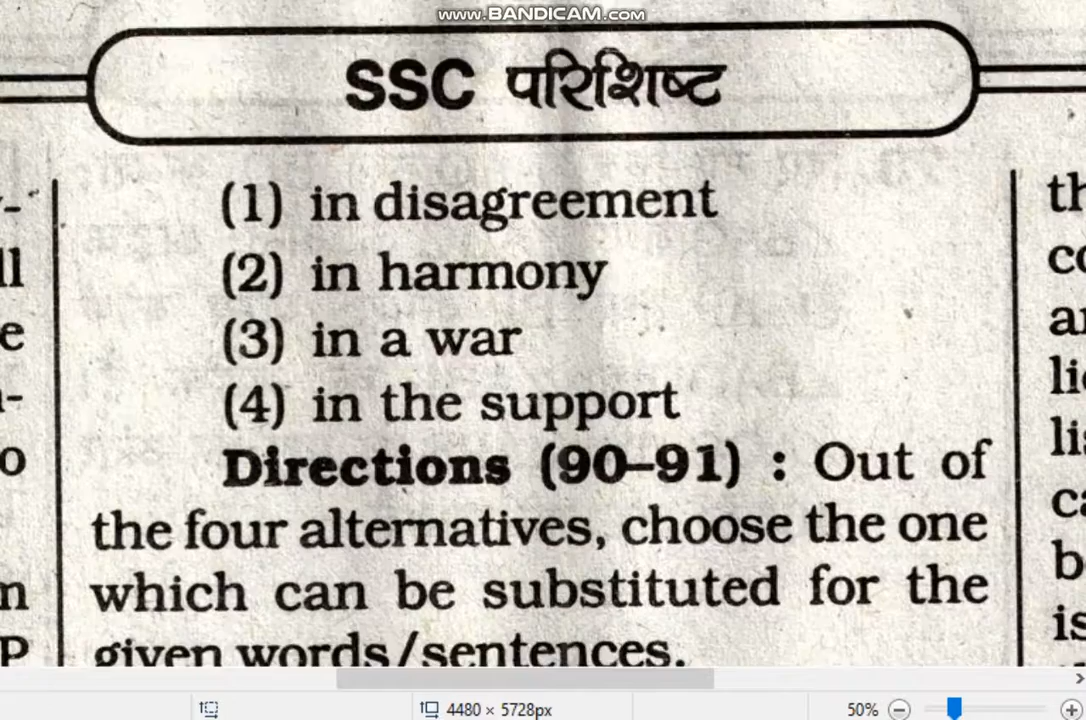 www.BANDICAM.com
SSC परिशिष्ट
(1) in disagreement
(2) in harmony
(3) in a war
(4) in the support
Directions (90–91) : Out of
the four alternatives, choose the one
which can be substituted for the
given words/sentences.
4480 × 5728px
50%